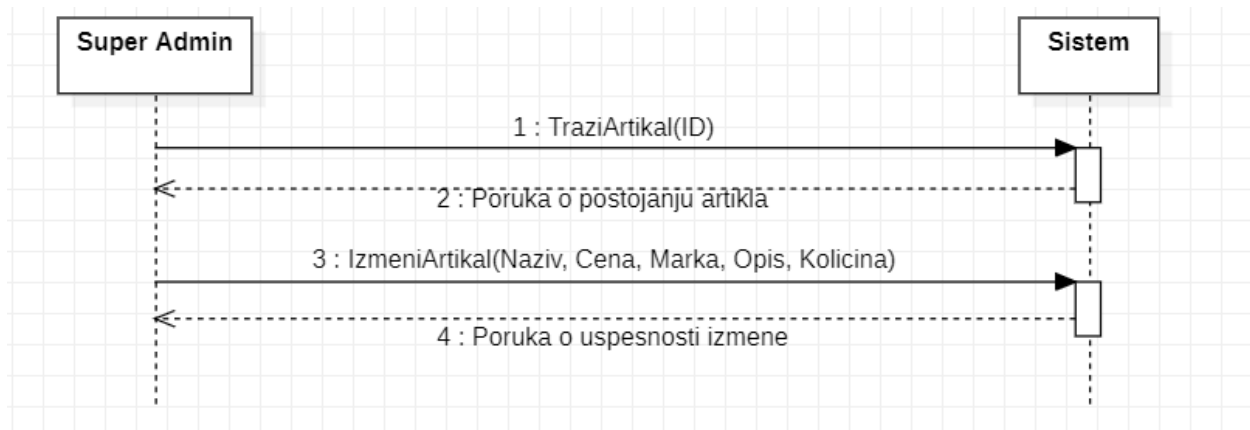 Super Admin
Sistem
1 : TraziArtikal(ID)
2 : Poruka o postojanju artikla
3 : IzmeniArtikal(Naziv, Cena, Marka, Opis, Kolicina)
4 : Poruka o uspesnosti izmene